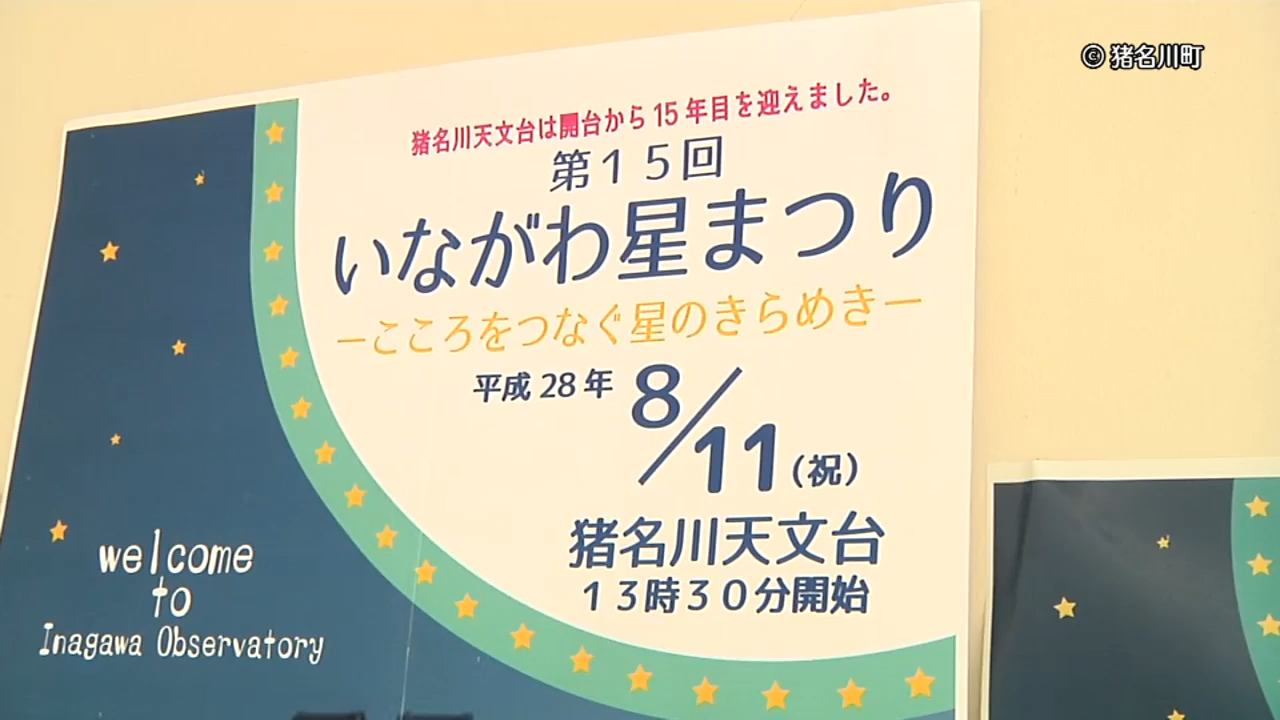 © 猪名川町
猪名川天文台は開台から15年目を迎えました。
第15回
いながわ星まつり
ーこころをつなぐ星のきらめきー
平成28年 8/11(祝)
猪名川天文台
13時30分開始
welcome
to
Inagawa Observatory